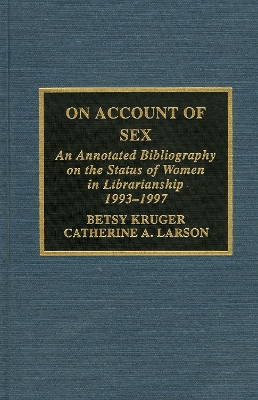 ON ACCOUNT OF
SEX
An Annotated Bibliography
on the Status of Women
in Librarianship
1993–1997
BETSY KRUGER
CATHERINE A. LARSON